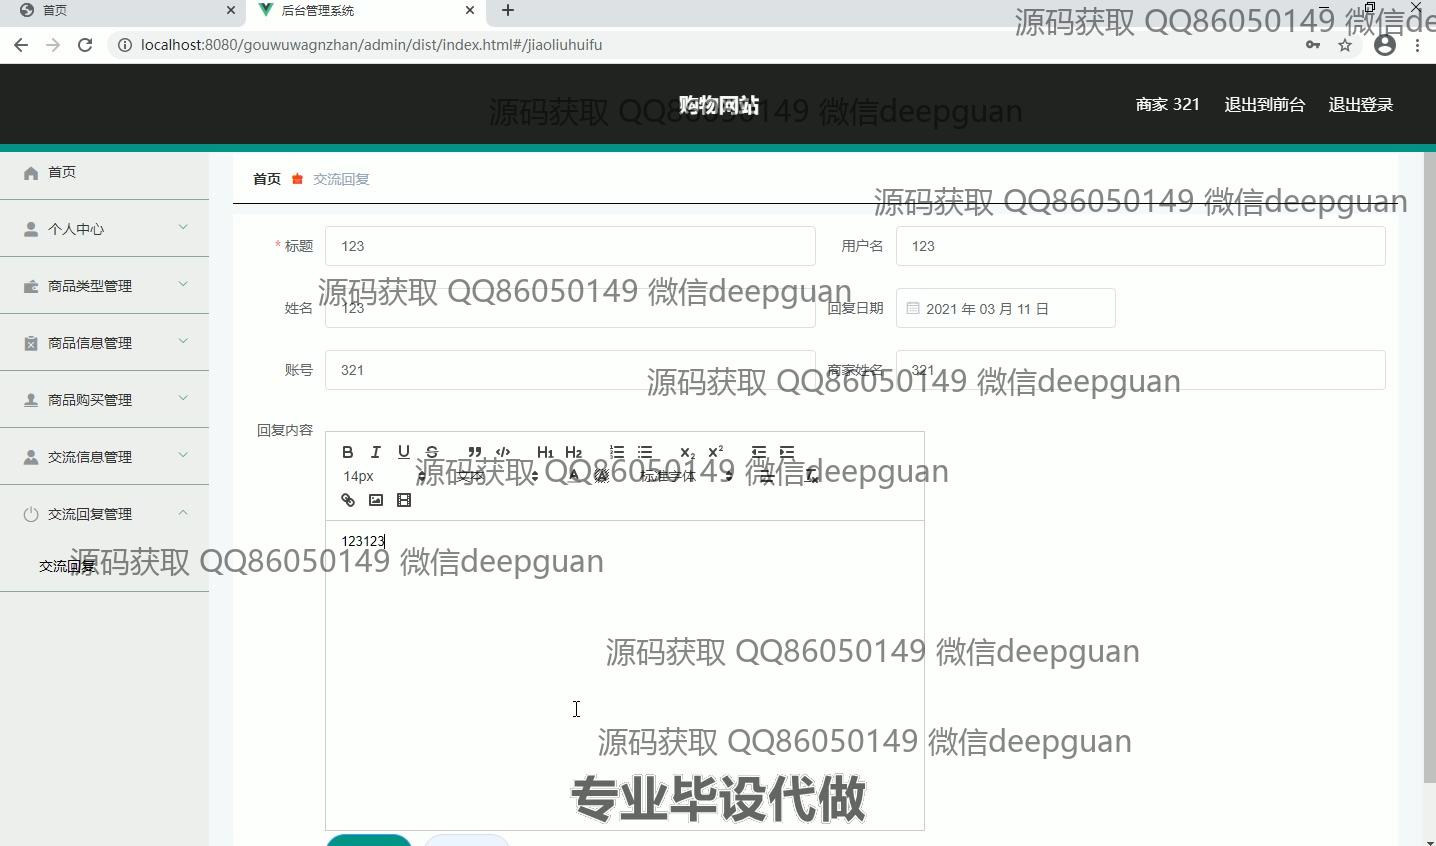 首页
后台管理系统
localhost:8080/gouwuwagnzhan/admin/dist/index.html#/jiaoliuhuifu
源码获取 QQ86050149 微信de
购物网站
源码获取 QQ86050149 微信deepguan
商家 321
退出到前台
退出登录
首页
个人中心
商品类型管理
商品信息管理
商品购买管理
交流信息管理
交流回复管理
交流回复
首页
交流回复
源码获取 QQ86050149 微信deepguan
* 标题
123
用户名
123
源码获取 QQ86050149 微信deepguan
姓名
123
回复日期
2021 年 03 月 11 日
账号
321
商家姓名
321
源码获取 QQ86050149 微信deepguan
回复内容
B I U S H1 H2 X2 X2
14px
文本
标准字体
源码获取 QQ86050149 微信deepguan
123123
源码获取 QQ86050149 微信deepguan
源码获取 QQ86050149 微信deepguan
源码获取 QQ86050149 微信deepguan
专业毕设代做